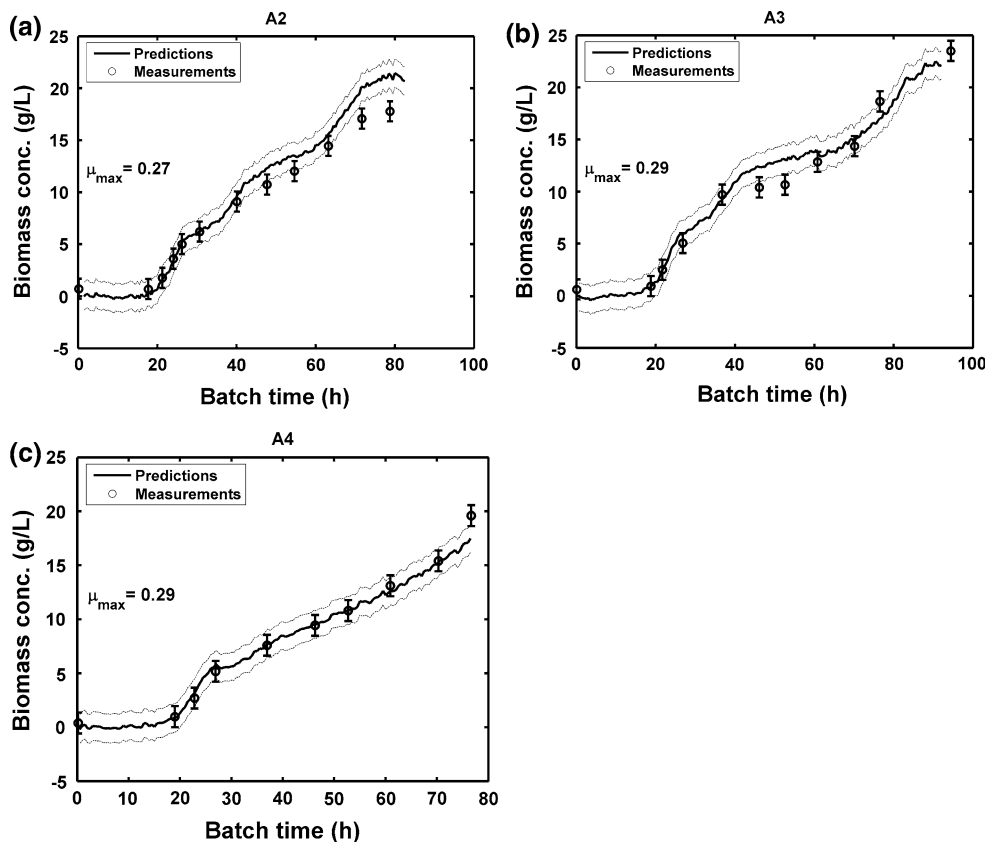 (a)
A2
Predictions
Measurements
μmax = 0.27
Biomass conc. (g/L)
25
20
15
10
5
0
-5
0 20 40 60 80 100
Batch time (h)
(b)
A3
Predictions
Measurements
μmax = 0.29
Biomass conc. (g/L)
25
20
15
10
5
0
-5
0 20 40 60 80 100
Batch time (h)
(c)
A4
Predictions
Measurements
μmax = 0.29
Biomass conc. (g/L)
25
20
15
10
5
0
-5
0 10 20 30 40 50 60 70 80
Batch time (h)